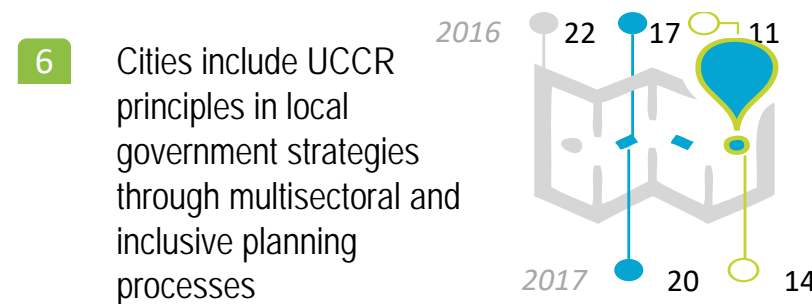 2016 22 17 11
6 Cities include UCCR
principles in local
government strategies
through multisectoral and
inclusive planning
processes
2017 20 14